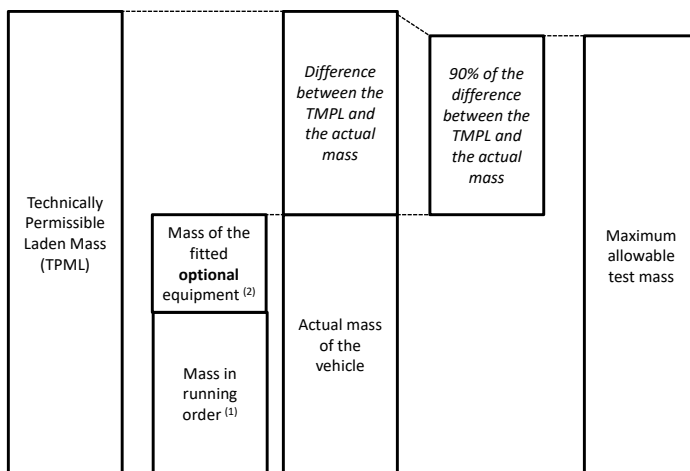 Technically
Permissible
Laden Mass
(TPML)
Mass of the
fitted
optional
equipment (2)
Mass in
running
order (1)
Difference
between the
TMPL and
the actual
mass
Actual mass
of the
vehicle
90% of the
difference
between the
TMPL and
the actual
mass
Maximum
allowable
test mass